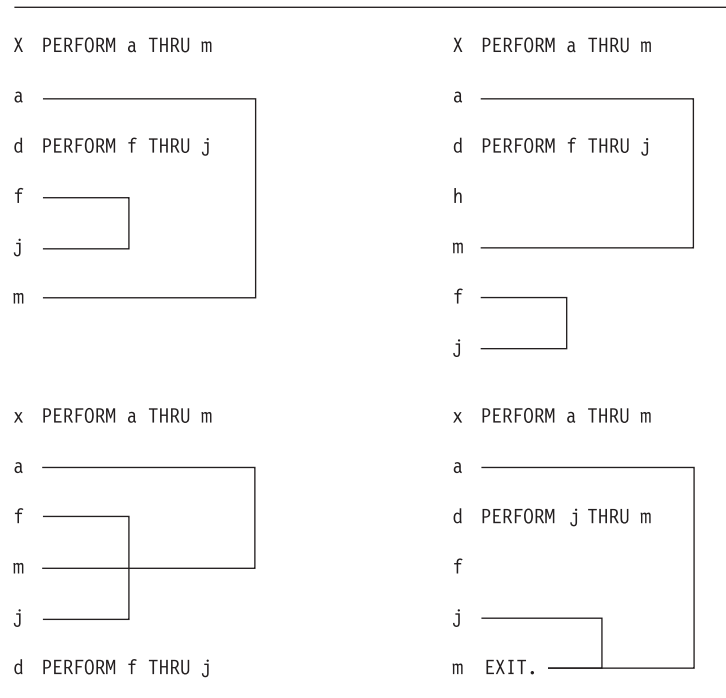 X PERFORM a THRU m
a
d PERFORM f THRU j
f
j
m
X PERFORM a THRU m
a
d PERFORM f THRU j
h
m
f
j
x PERFORM a THRU m
a
f
m
j
d PERFORM f THRU j
x PERFORM a THRU m
a
d PERFORM j THRU m
f
j
m EXIT.